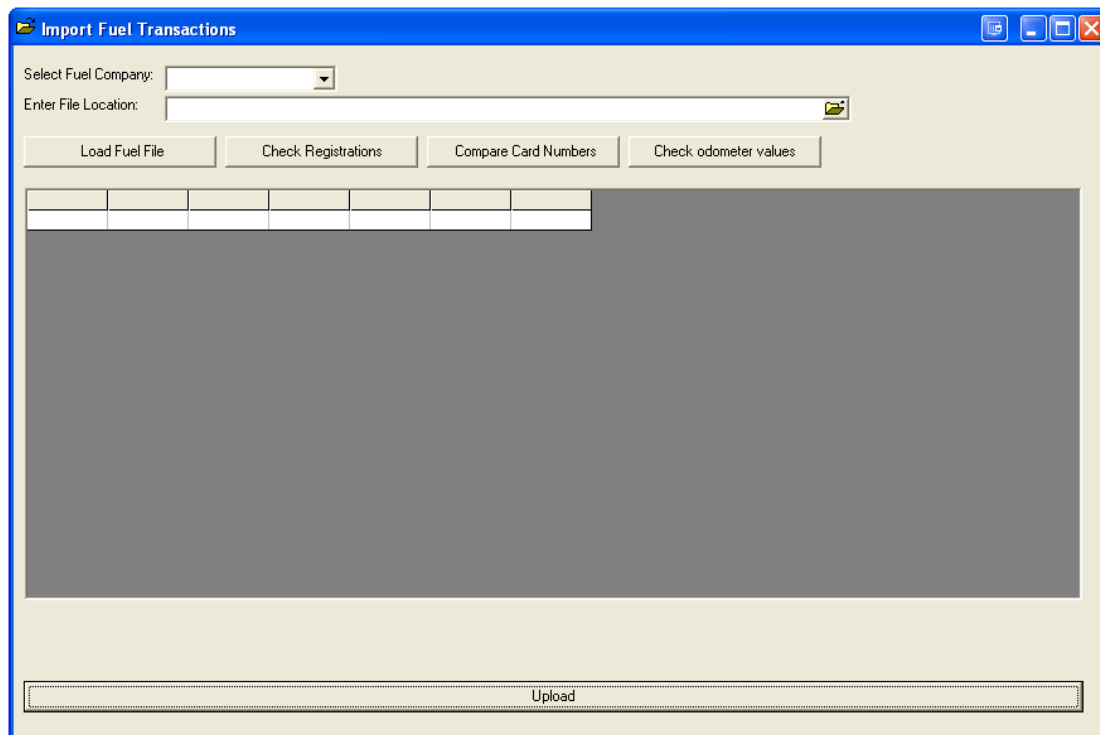 Import Fuel Transactions
Select Fuel Company:
Enter File Location:
Load Fuel File Check Registrations Compare Card Numbers Check odometer values
Upload